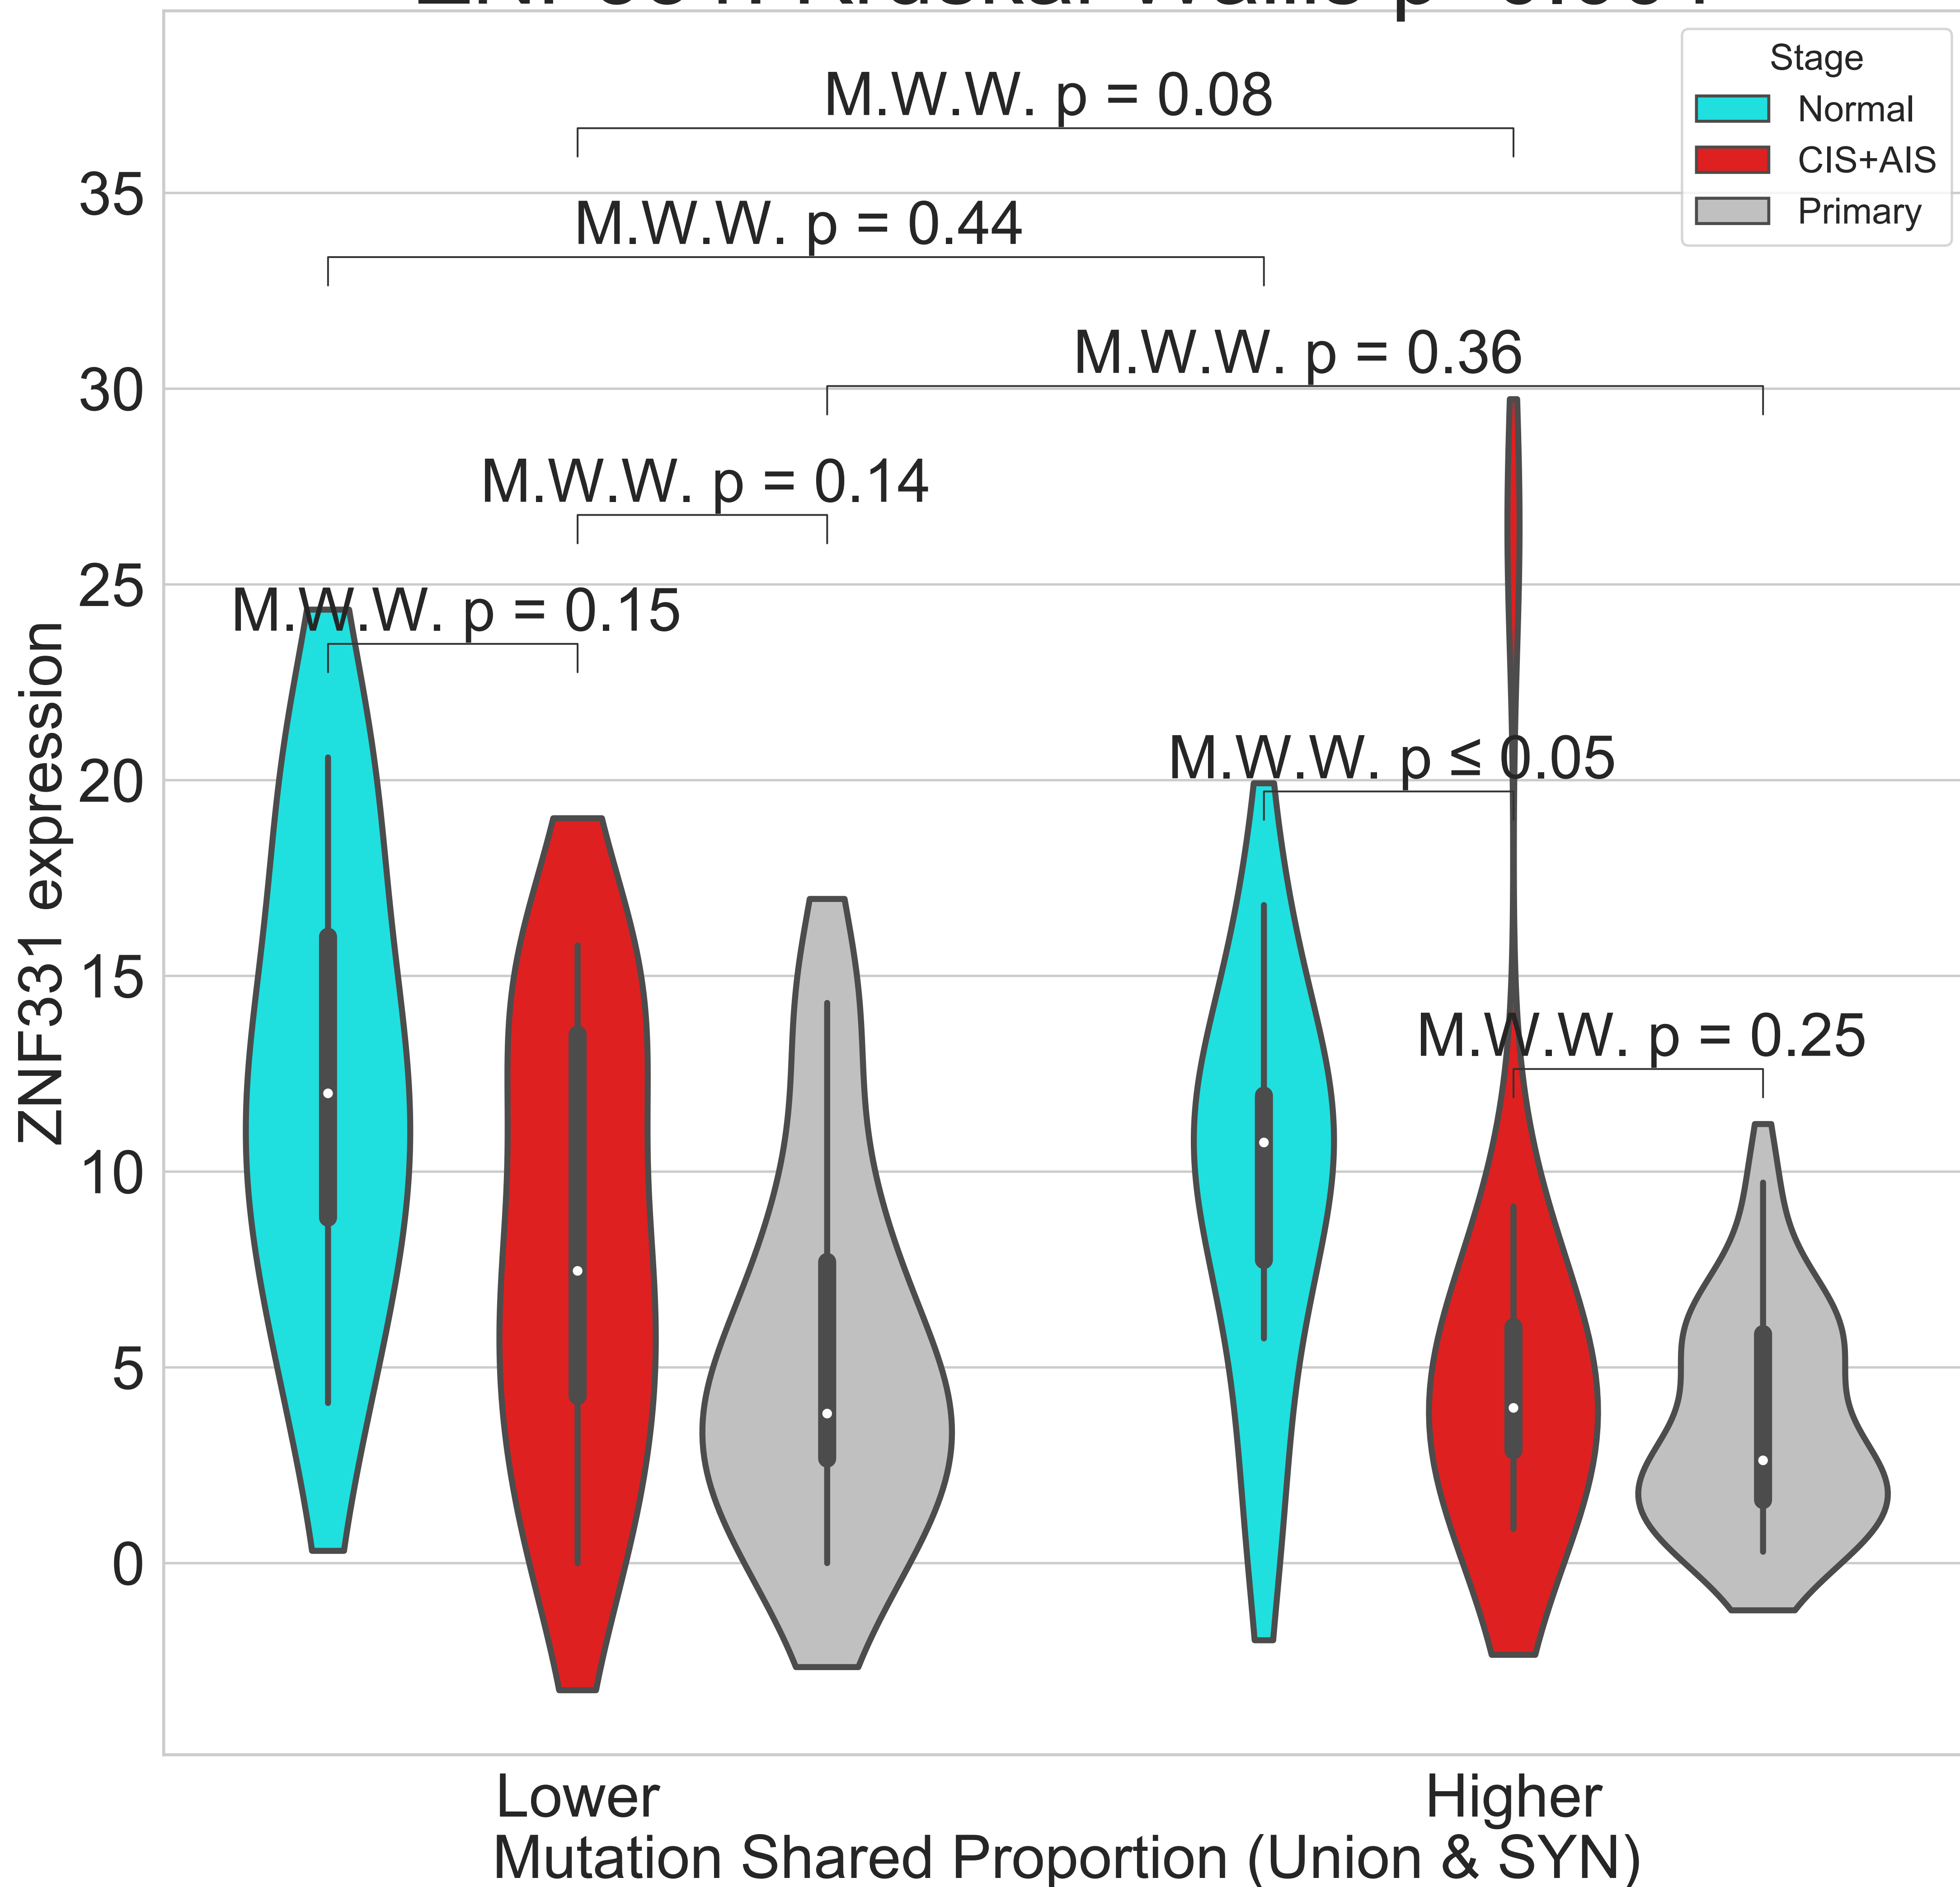 Stage
Normal
CIS+AIS
Primary
M.W.W. p = 0.08
M.W.W. p = 0.44
M.W.W. p = 0.36
M.W.W. p = 0.14
M.W.W. p = 0.15
M.W.W. p ≤ 0.05
M.W.W. p = 0.25
35
30
25
20
15
10
5
0
ZNF331 expression
Lower
Higher
Mutation Shared Proportion (Union & SYN)